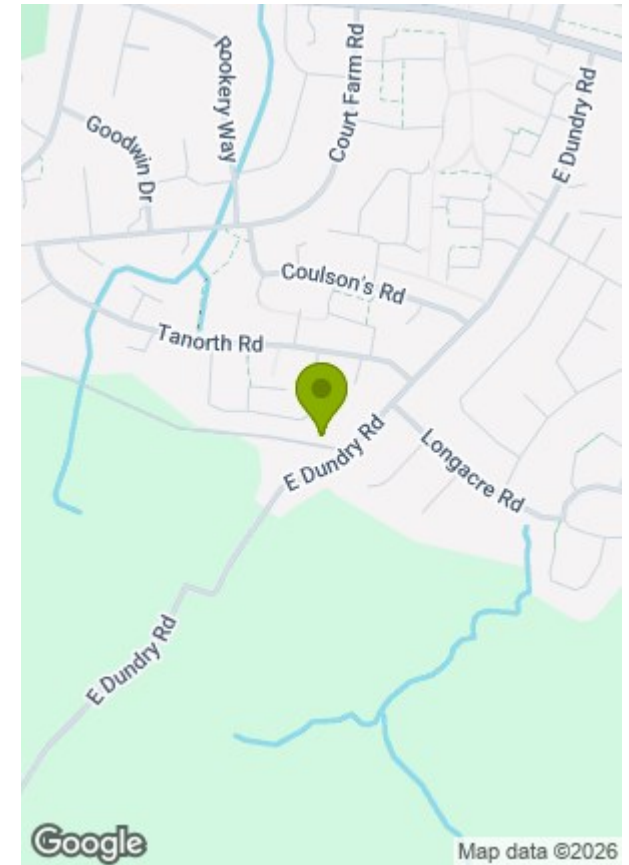 Rookery Way
Court Farm Rd
E Dundry Rd
Goodwin Dr
Coulson's Rd
Tanorth Rd
E Dundry Rd
Longacre Rd
E Dundry Rd
Google
Map data ©2026